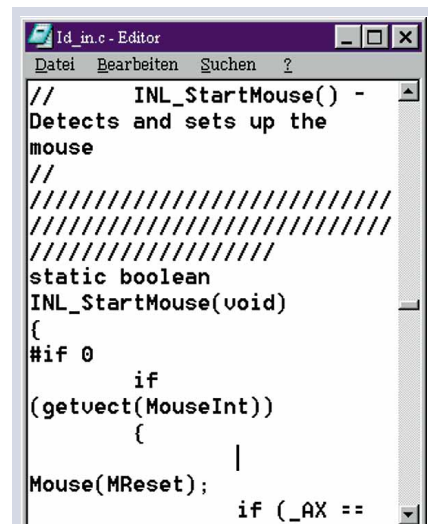 Id_in.c - Editor
Datei Bearbeiten Suchen ?
// INL_StartMouse() -
Detects and sets up the
mouse
//
///////////////////////////
///////////////////////////
//////////////////
static boolean
INL_StartMouse(void)
{
#if 0
if
(getvect(MouseInt))
{
Mouse(MReset);
if (_AX ==